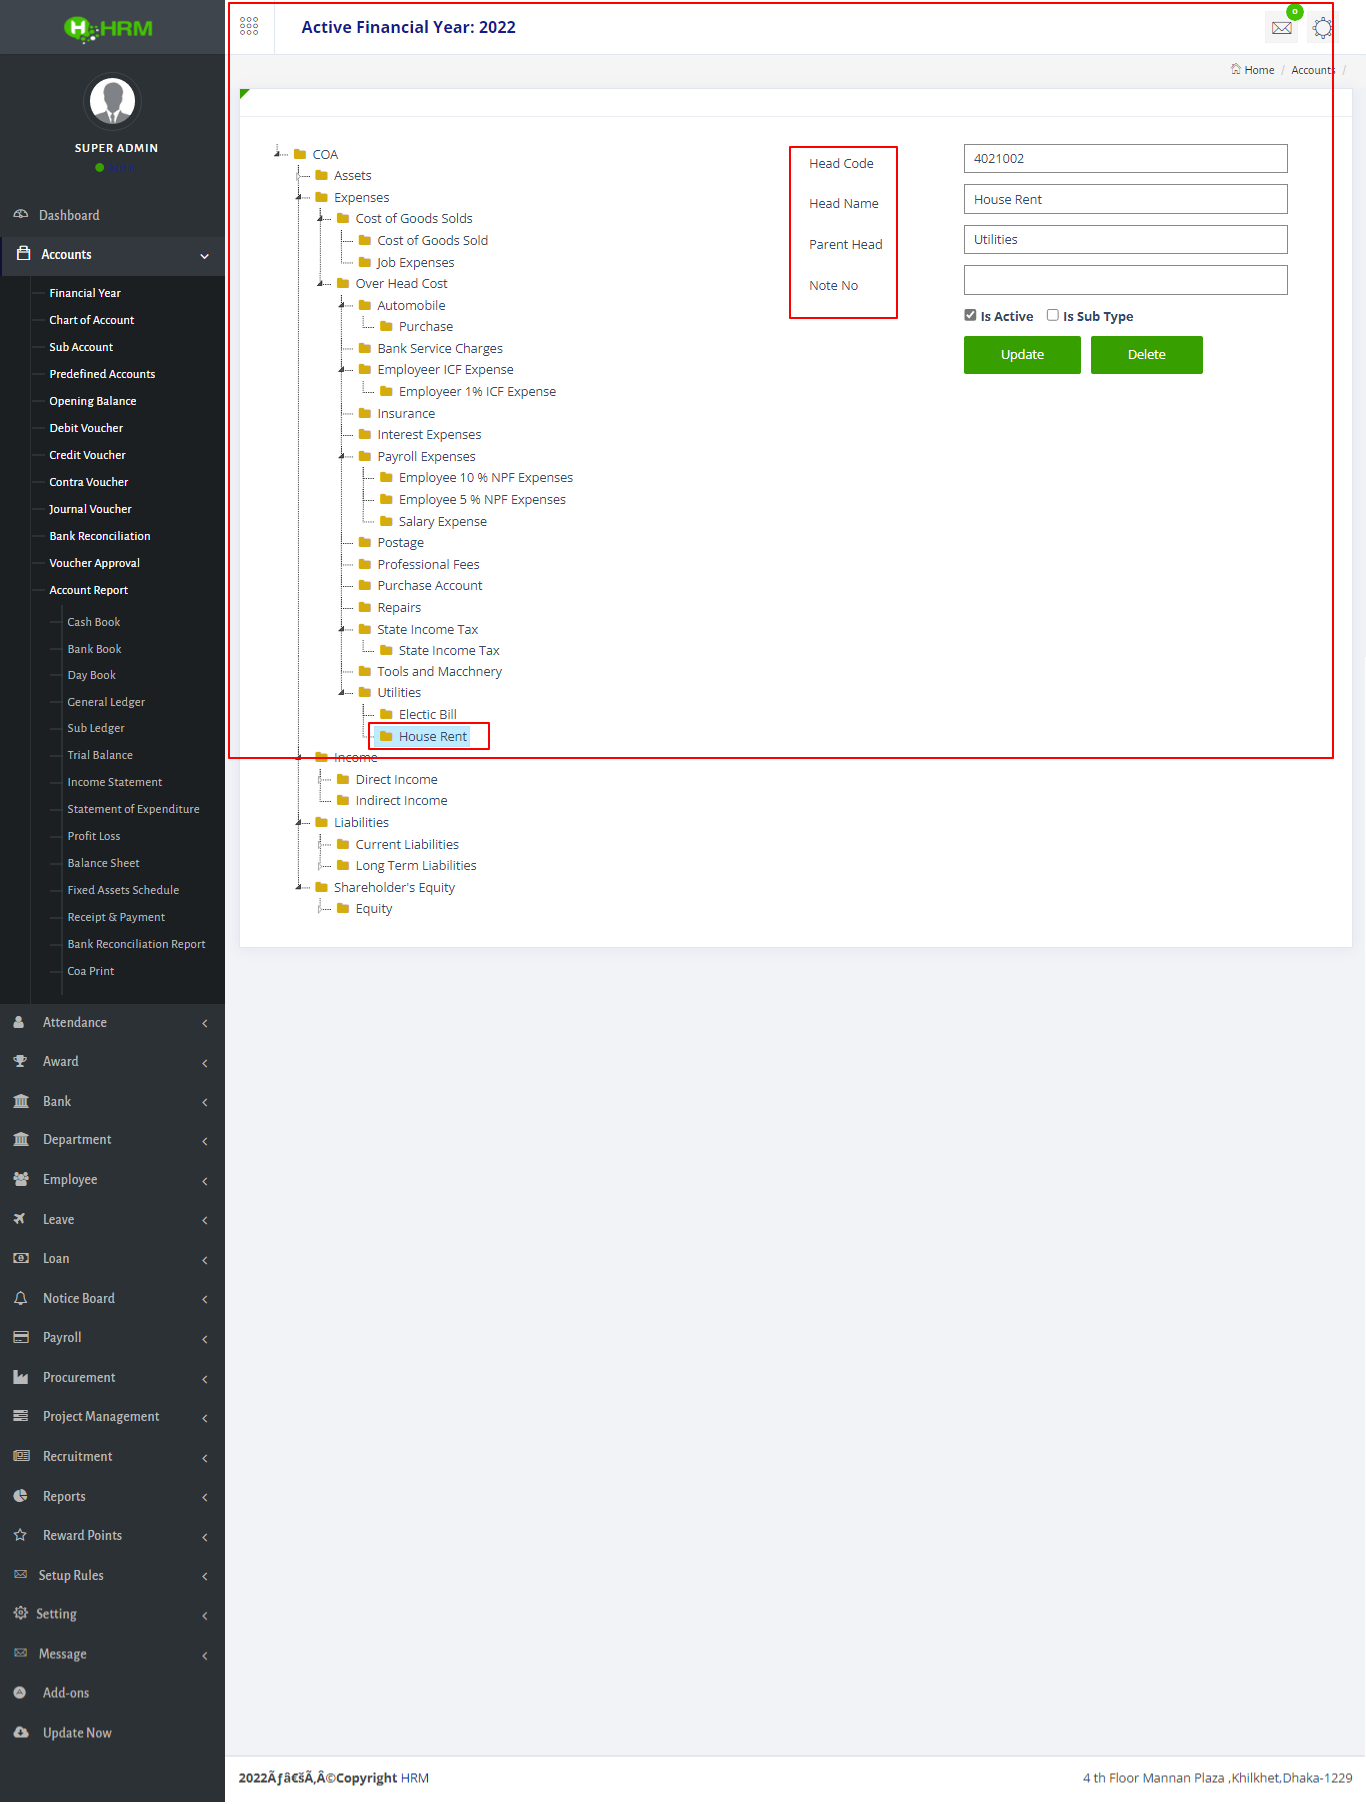 HRM
SUPER ADMIN
Dashboard
Accounts
Financial Year
Chart of Account
Sub Account
Predefined Accounts
Opening Balance
Debit Voucher
Credit Voucher
Contra Voucher
Journal Voucher
Bank Reconciliation
Voucher Approval
Account Report
Cash Book
Bank Book
Day Book
General Ledger
Sub Ledger
Trial Balance
Income Statement
Statement of Expenditure
Profit Loss
Balance Sheet
Fixed Assets Schedule
Receipt & Payment
Bank Reconciliation Report
Coa Print
Attendance
Award
Bank
Department
Employee
Leave
Loan
Notice Board
Payroll
Procurement
Project Management
Recruitment
Reports
Reward Points
Setup Rules
Setting
Message
Add-ons
Update Now
Active Financial Year: 2022
0
Home / Accounts /
COA
Assets
Expenses
Cost of Goods Solds
Cost of Goods Sold
Job Expenses
Over Head Cost
Automobile
Purchase
Bank Service Charges
Employeer ICF Expense
Employeer 1% ICF Expense
Insurance
Interest Expenses
Payroll Expenses
Employee 10 % NPF Expenses
Employee 5 % NPF Expenses
Salary Expense
Postage
Professional Fees
Purchase Account
Repairs
State Income Tax
State Income Tax
Tools and Macchnery
Utilities
Electic Bill
House Rent
Income
Direct Income
Indirect Income
Liabilities
Current Liabilities
Long Term Liabilities
Shareholder's Equity
Equity
Head Code 4021002
Head Name House Rent
Parent Head Utilities
Note No
Is Active Is Sub Type
Update Delete
2022Ãƒâ€šÃ‚Â©Copyright HRM
4 th Floor Mannan Plaza ,Khilkhet,Dhaka-1229